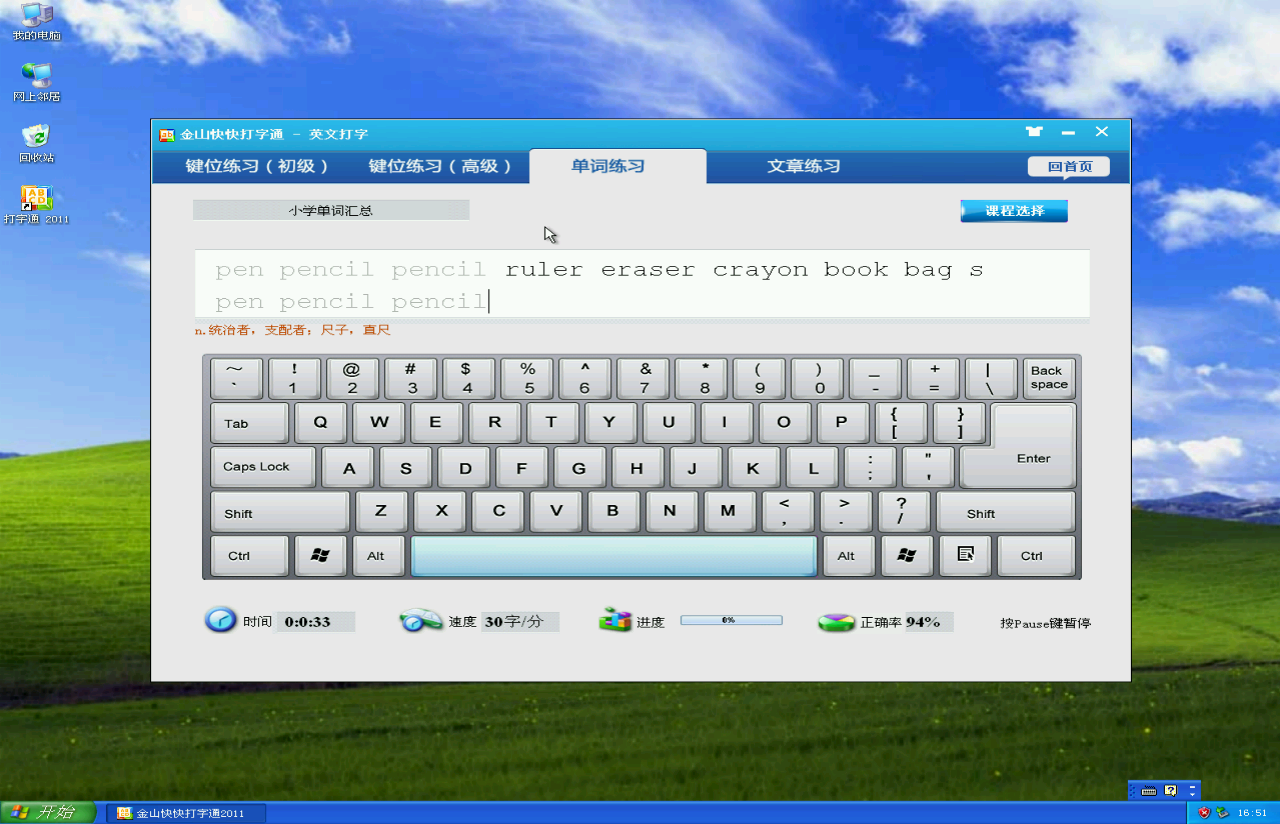 我的电脑
网上邻居
回收站
打字通 2011
金山快快打字通 - 英文打字
键位练习（初级） 键位练习（高级） 单词练习 文章练习 回首页
小学单词汇总 课程选择
pen pencil pencil ruler eraser crayon book bag s
pen pencil pencil
n.统治者，支配者；尺子，直尺
~ ` ! 1 @ 2 # 3 $ 4 % 5 ^ 6 & 7 * 8 ( 9 ) 0 _ - + = | \ Back space
Tab Q W E R T Y U I O P { [ } ]
Caps Lock A S D F G H J K L : ; " ' Enter
Shift Z X C V B N M < , > . ? / Shift
Ctrl Alt Alt Ctrl
时间 0:0:33 速度 30字/分 进度 0% 正确率 94% 按Pause键暂停
开始 金山快快打字通2011 16:51